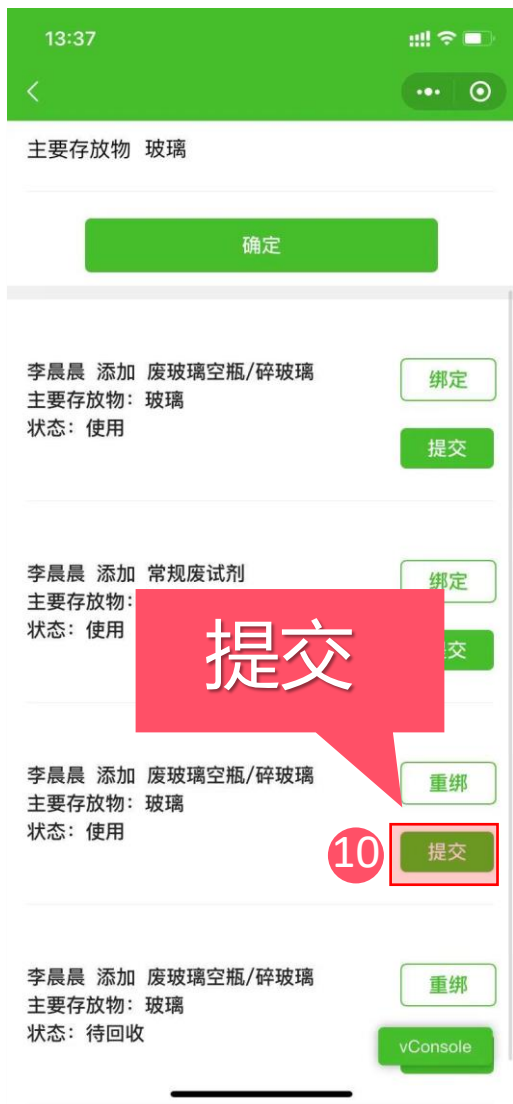 13:37
主要存放物 玻璃
确定
李晨晨 添加 废玻璃空瓶/碎玻璃
绑定
主要存放物：玻璃
状态：使用
提交
李晨晨 添加 常规废试剂
绑定
主要存放物：
状态：使用
交
提交
李晨晨 添加 废玻璃空瓶/碎玻璃
重绑
主要存放物：玻璃
状态：使用
10
提交
李晨晨 添加 废玻璃空瓶/碎玻璃
重绑
主要存放物：玻璃
状态：待回收
vConsole